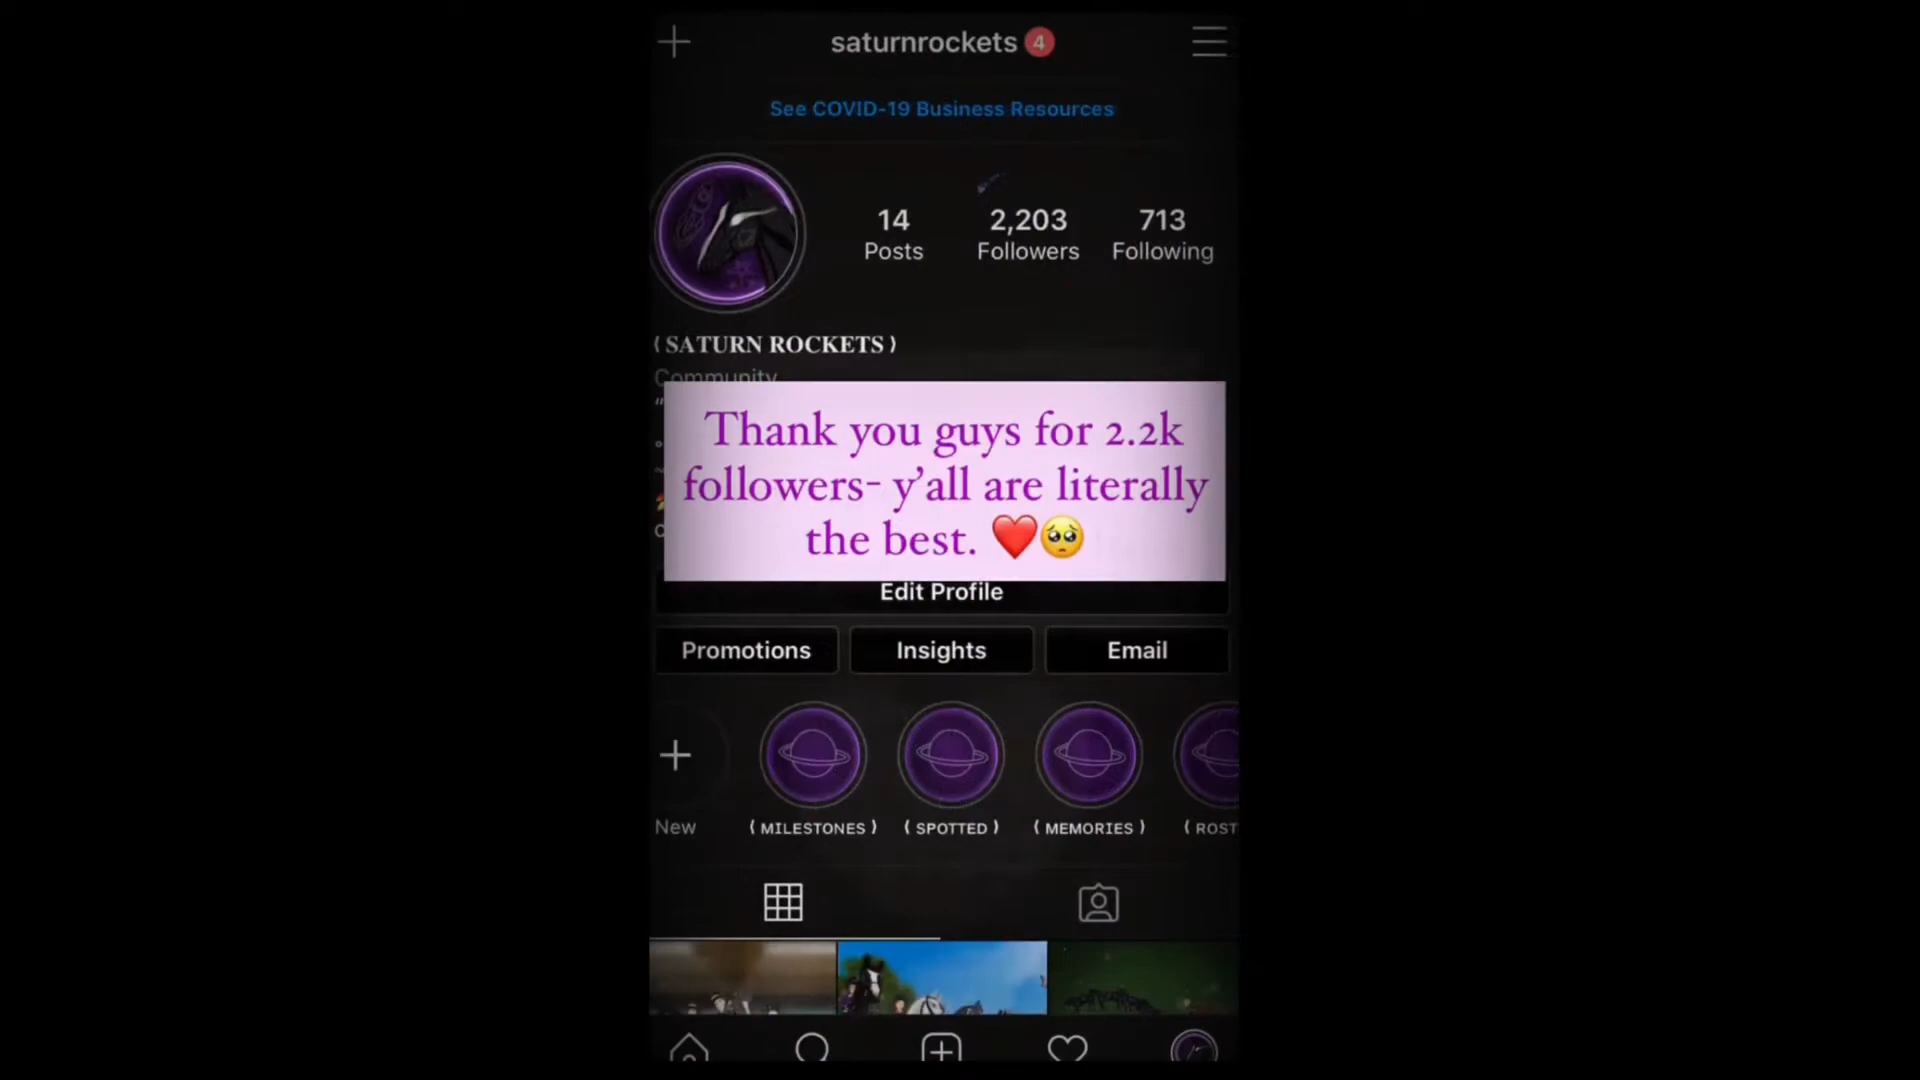 saturnrockets 4
See COVID-19 Business Resources
14 2,203 713
Posts Followers Following
⟨ SATURN ROCKETS ⟩
Community
Thank you guys for 2.2k
followers- y’all are literally
the best. ❤️🥺
Edit Profile
Promotions Insights Email
New ⟨ MILESTONES ⟩ ⟨ SPOTTED ⟩ ⟨ MEMORIES ⟩ ⟨ ROST